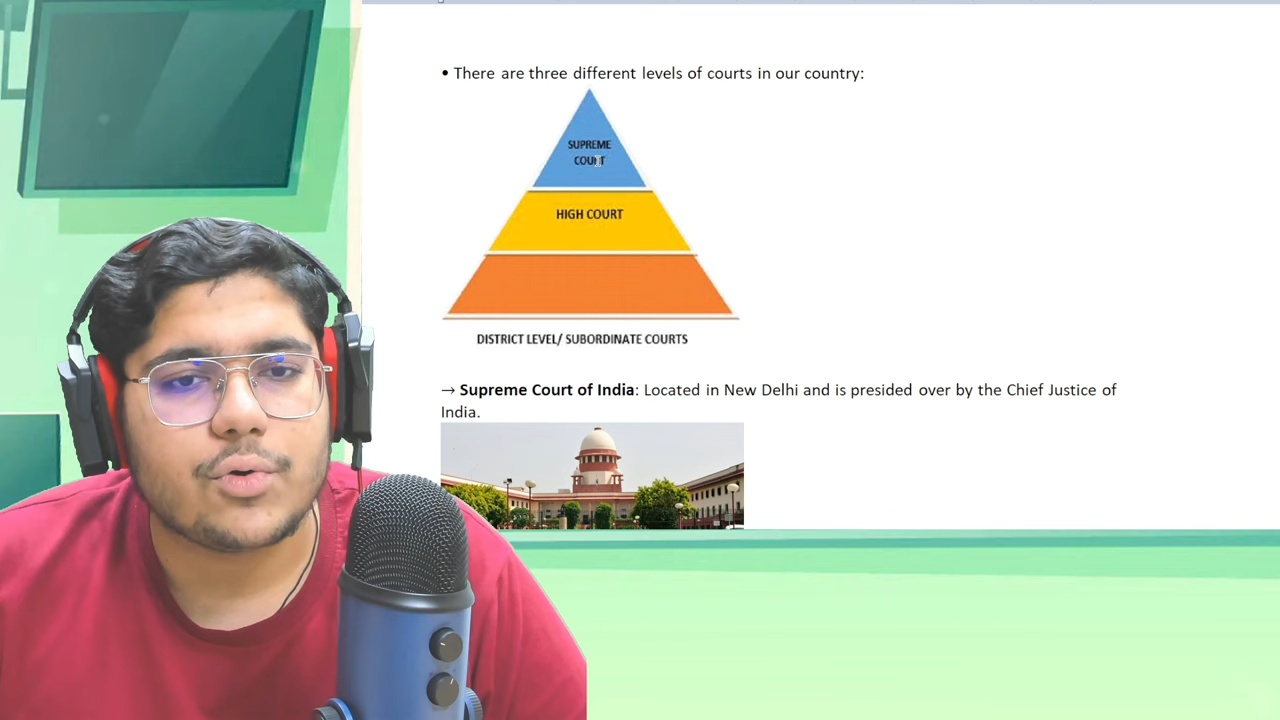 • There are three different levels of courts in our country:
SUPREME
COURT
HIGH COURT
DISTRICT LEVEL/ SUBORDINATE COURTS
→ Supreme Court of India: Located in New Delhi and is presided over by the Chief Justice of
India.